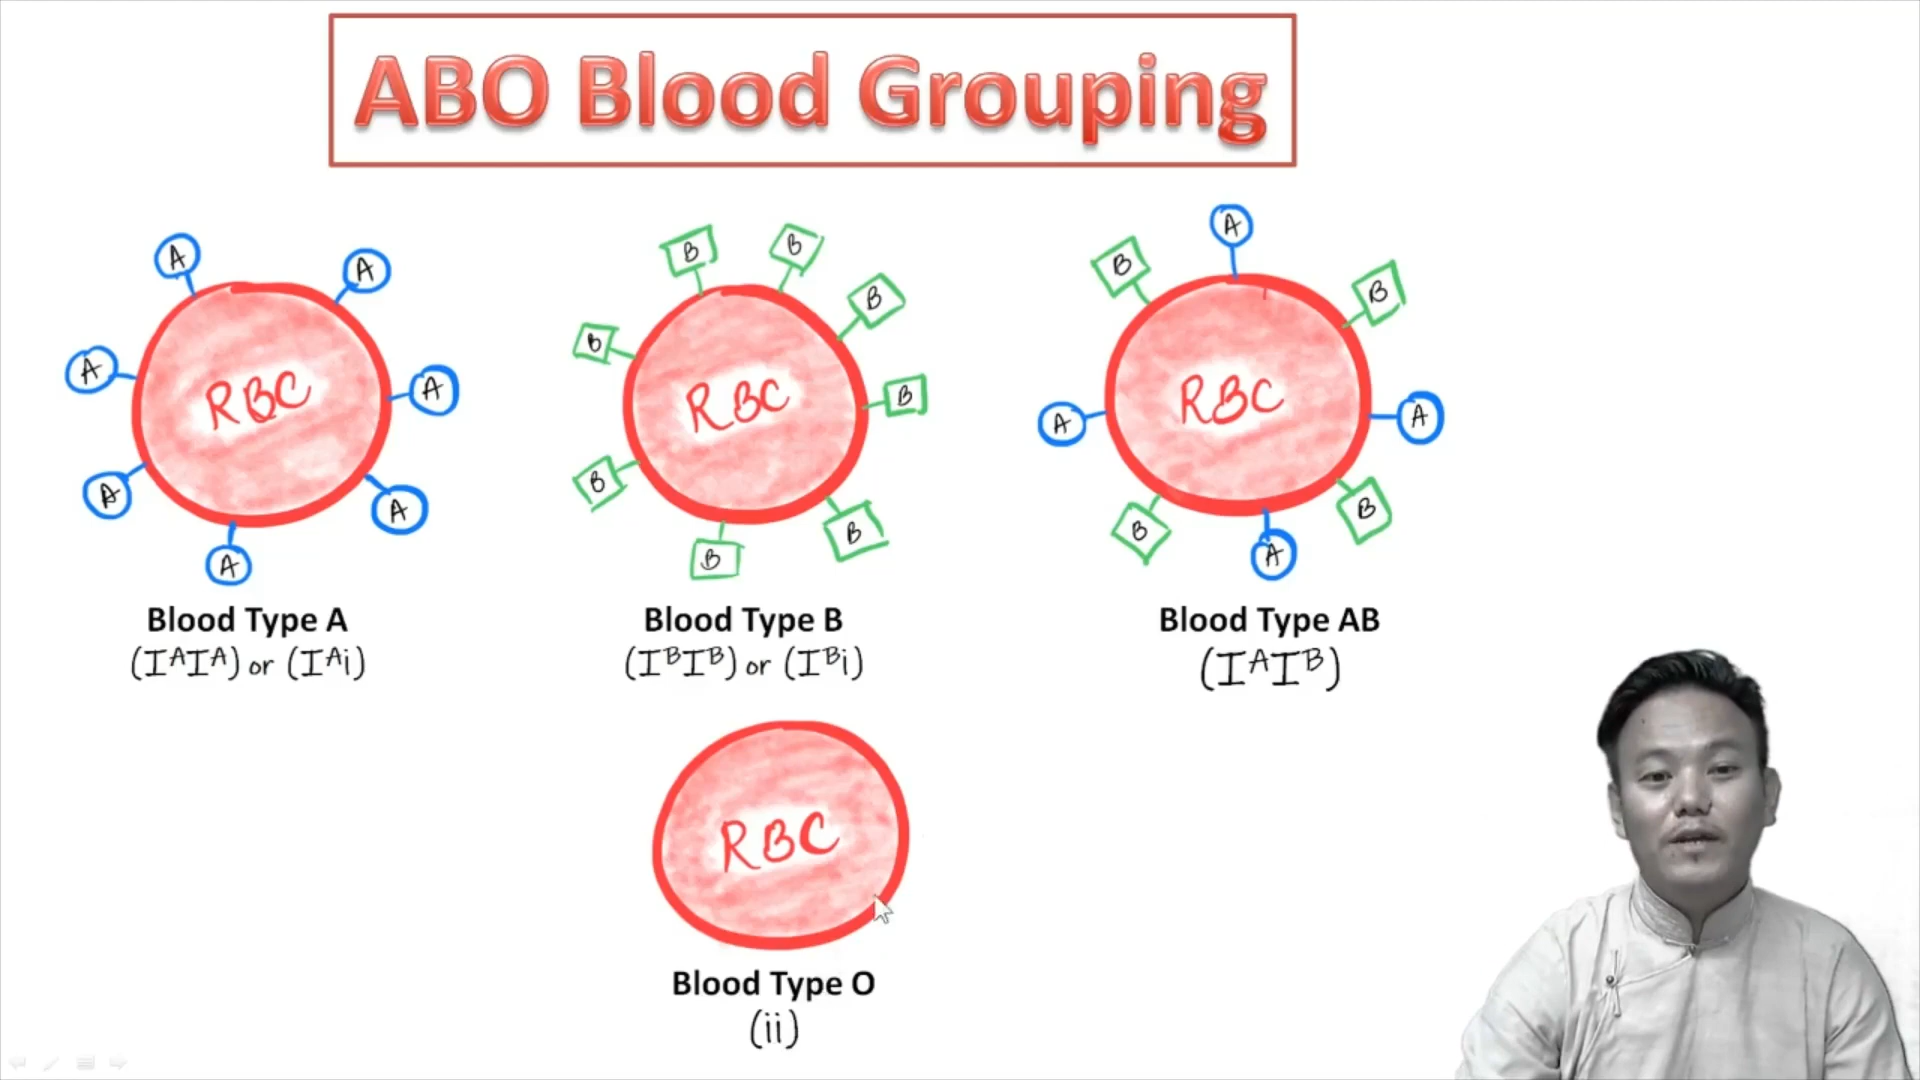 ABO Blood Grouping
A A A A A A A
RBC
Blood Type A
(IᴬIᴬ) or (Iᴬi)
B B B B B B B B
RBC
Blood Type B
(IᴮIᴮ) or (Iᴮi)
A B B A A B B A
RBC
Blood Type AB
(IᴬIᴮ)
RBC
Blood Type O
(ii)